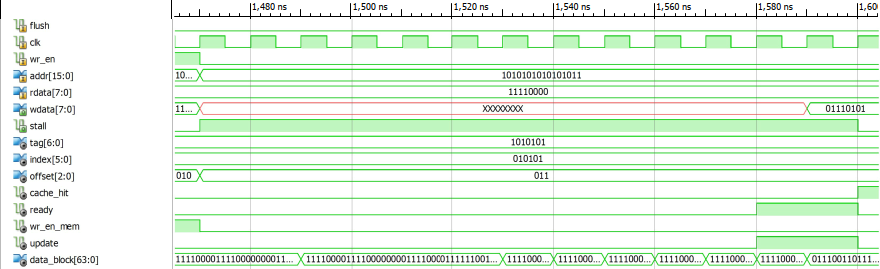 1,480 ns 1,500 ns 1,520 ns 1,540 ns 1,560 ns 1,580 ns 1,60
flush
clk
wr_en
addr[15:0] 10... 1010101010101011
rdata[7:0] 11110000
wdata[7:0] 11... XXXXXXXX 01110101
stall
tag[6:0] 1010101
index[5:0] 010101
offset[2:0] 010 011
cache_hit
ready
wr_en_mem
update
data_block[63:0] 1111000011110000000011... 1111000011110000000011110000111111001... 1111000... 1111000... 1111000... 1111000... 1111000... 1111000... 011100110111...